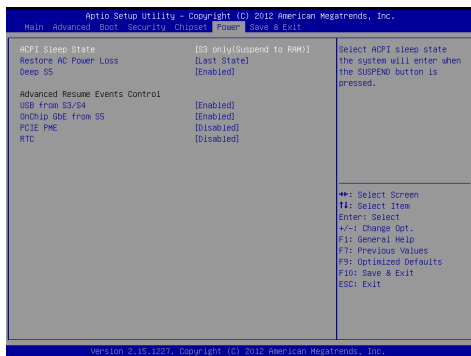 Aptio Setup Utility – Copyright (C) 2012 American Megatrends, Inc.
Main Advanced Boot Security Chipset Power Save & Exit
ACPI Sleep State [S3 only(Suspend to RAM)]
Restore AC Power Loss [Last State]
Deep S5 [Enabled]
Advanced Resume Events Control
USB from S3/S4 [Enabled]
OnChip GbE from S5 [Enabled]
PCIE PME [Disabled]
RTC [Disabled]
Select ACPI sleep state
the system will enter when
the SUSPEND button is
pressed.
→←: Select Screen
↑↓: Select Item
Enter: Select
+/-: Change Opt.
F1: General Help
F7: Previous Values
F9: Optimized Defaults
F10: Save & Exit
ESC: Exit
Version 2.15.1227. Copyright (C) 2012 American Megatrends, Inc.